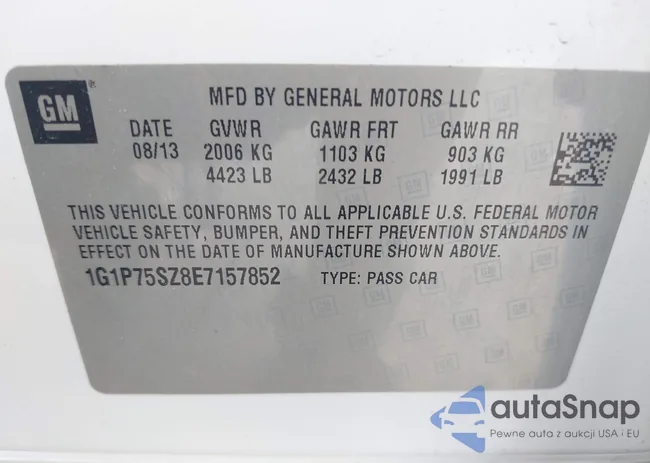 GM
MFD BY GENERAL MOTORS LLC
DATE GVWR GAWR FRT GAWR RR
08/13 2006 KG 1103 KG 903 KG
4423 LB 2432 LB 1991 LB
THIS VEHICLE CONFORMS TO ALL APPLICABLE U.S. FEDERAL MOTOR
VEHICLE SAFETY, BUMPER, AND THEFT PREVENTION STANDARDS IN
EFFECT ON THE DATE OF MANUFACTURE SHOWN ABOVE.
1G1P75SZ8E7157852 TYPE: PASS CAR
autaSnap
Pewne auta z aukcji USA i EU